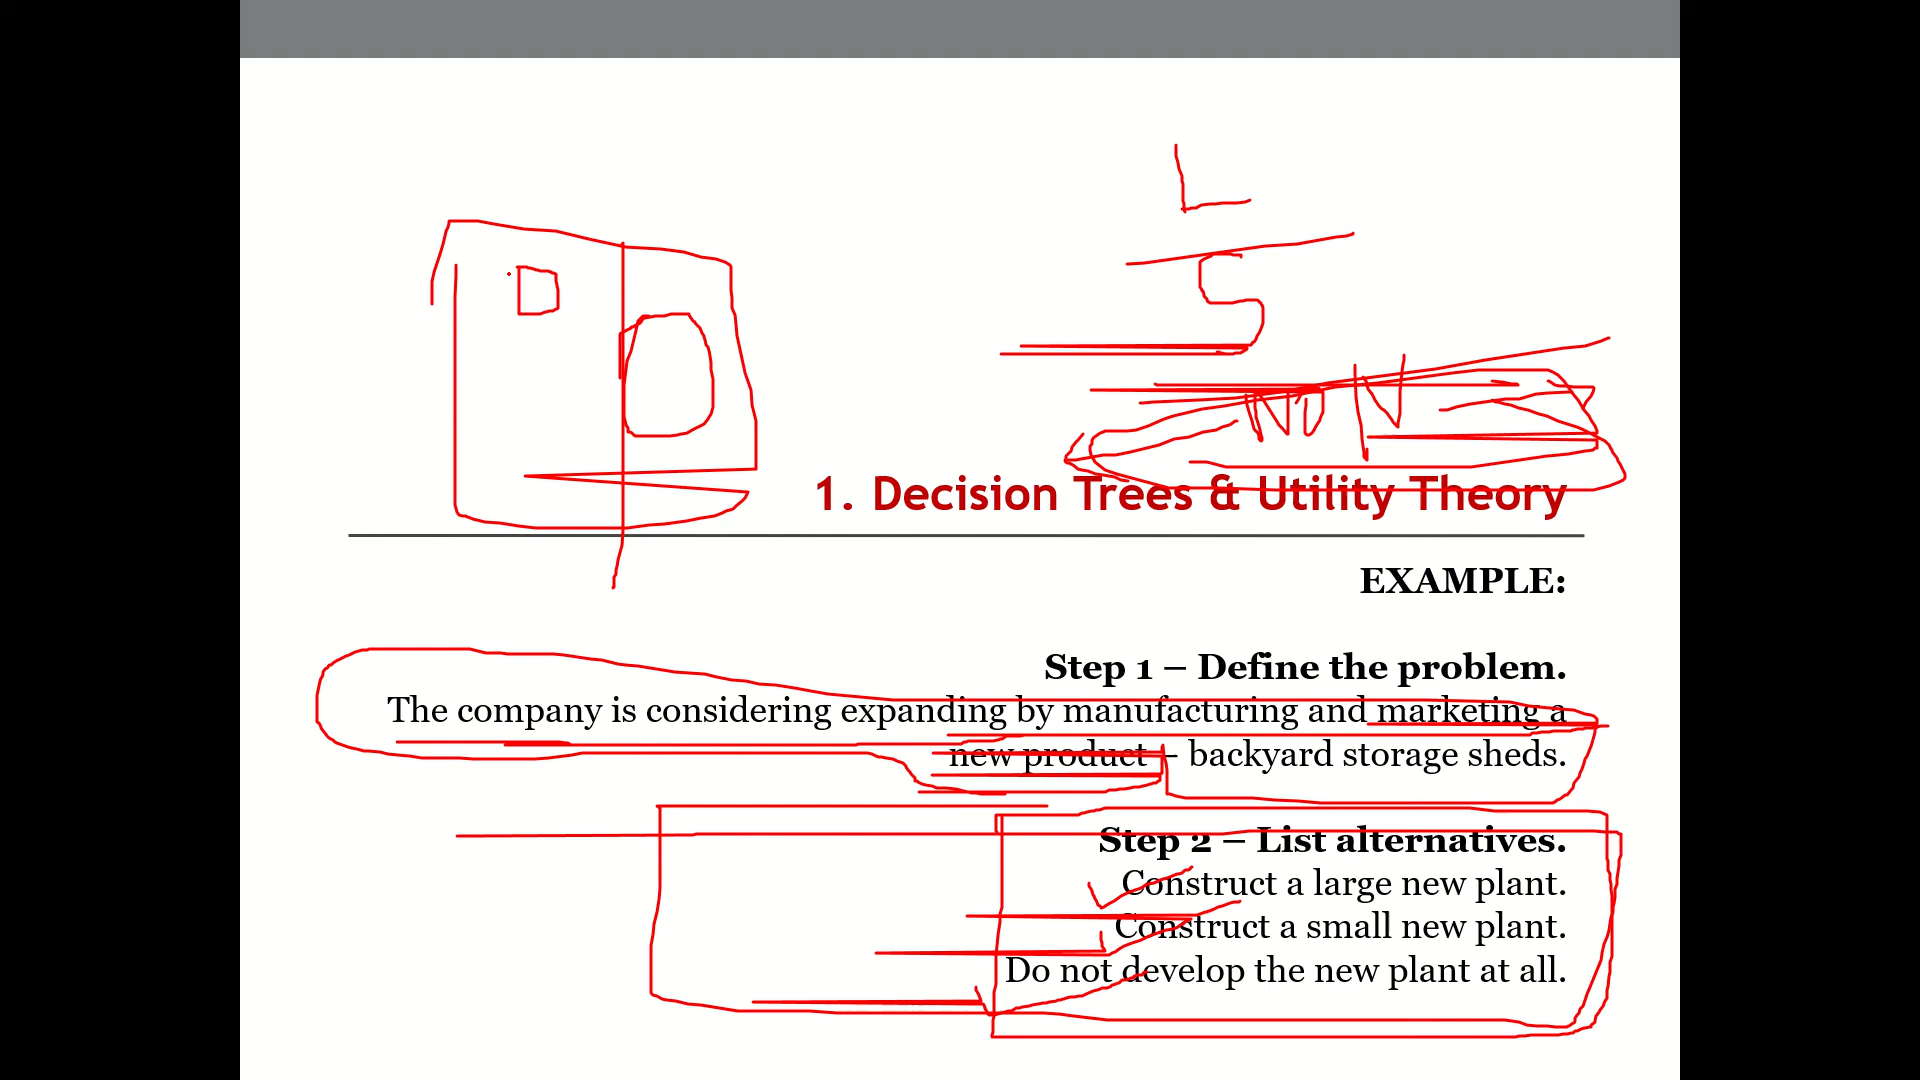 L
S
N
1. Decision Trees & Utility Theory
EXAMPLE:
Step 1 – Define the problem.
The company is considering expanding by manufacturing and marketing a
new product – backyard storage sheds.
Step 2 – List alternatives.
Construct a large new plant.
Construct a small new plant.
Do not develop the new plant at all.